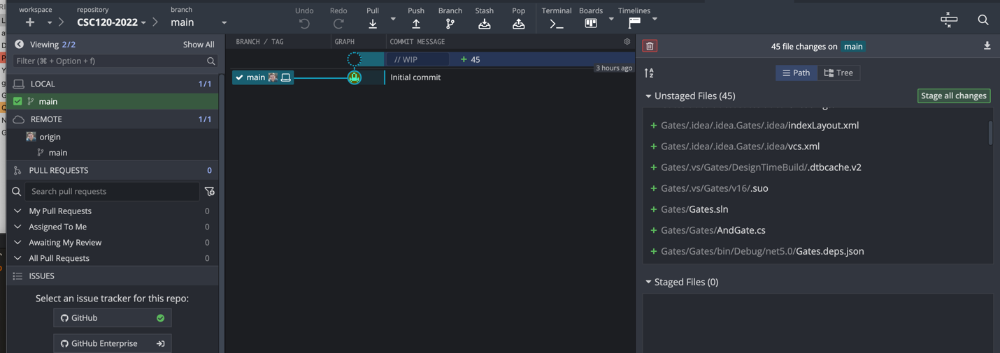 workspace
repository
CSC120-2022
branch
main
Undo
Redo
Pull
Push
Branch
Stash
Pop
Terminal
Boards
Timelines
Viewing 2/2
Show All
Filter (⌘ + Option + f)
LOCAL 1/1
main
REMOTE 1/1
origin
main
PULL REQUESTS 0
Search pull requests
My Pull Requests 0
Assigned To Me 0
Awaiting My Review 0
All Pull Requests 0
ISSUES
Select an issue tracker for this repo:
GitHub
GitHub Enterprise
BRANCH / TAG
GRAPH
COMMIT MESSAGE
// WIP
+ 45
3 hours ago
main
Initial commit
45 file changes on main
Path
Tree
Unstaged Files (45)
Stage all changes
+ Gates/.idea/.idea.Gates/.idea/indexLayout.xml
+ Gates/.idea/.idea.Gates/.idea/vcs.xml
+ Gates/.vs/Gates/DesignTimeBuild/.dtbcache.v2
+ Gates/.vs/Gates/v16/.suo
+ Gates/Gates.sln
+ Gates/Gates/AndGate.cs
+ Gates/Gates/bin/Debug/net5.0/Gates.deps.json
Staged Files (0)